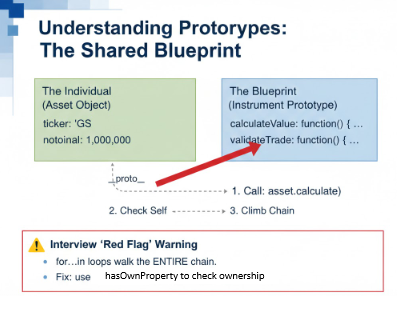 Understanding Protorypes:
The Shared Blueprint
The Individual
(Asset Object)
ticker: 'GS
notoinal: 1,000,000
The Blueprint
(Instrument Prototype)
calculateValue: function() { ...
validateTrade: function() { ...
_proto_
1. Call: asset.calculate)
2. Check Self
3. Climb Chain
Interview 'Red Flag' Warning
• for...in loops walk the ENTIRE chain.
• Fix: use hasOwnProperty to check ownership